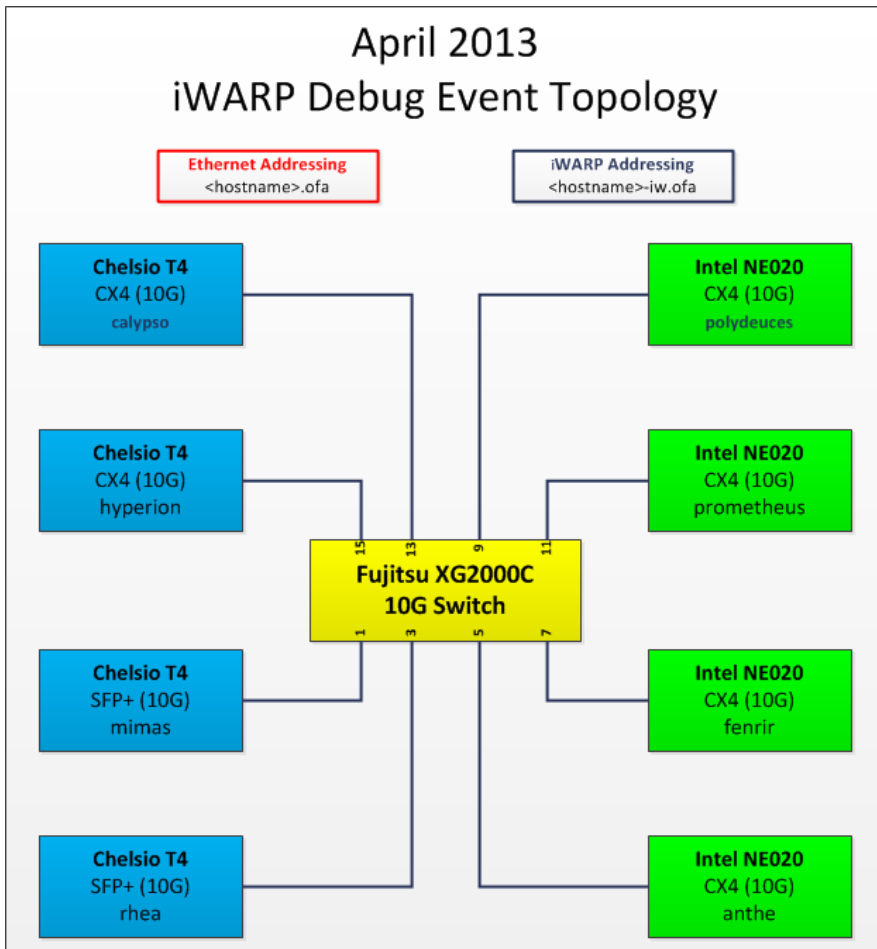 April 2013
iWARP Debug Event Topology
Ethernet Addressing
<hostname>.ofa
iWARP Addressing
<hostname>-iw.ofa
Chelsio T4
CX4 (10G)
calypso
Intel NE020
CX4 (10G)
polydeuces
Chelsio T4
CX4 (10G)
hyperion
Intel NE020
CX4 (10G)
prometheus
15
13
9
11
Fujitsu XG2000C
10G Switch
1
3
5
7
Chelsio T4
SFP+ (10G)
mimas
Intel NE020
CX4 (10G)
fenrir
Chelsio T4
SFP+ (10G)
rhea
Intel NE020
CX4 (10G)
anthe